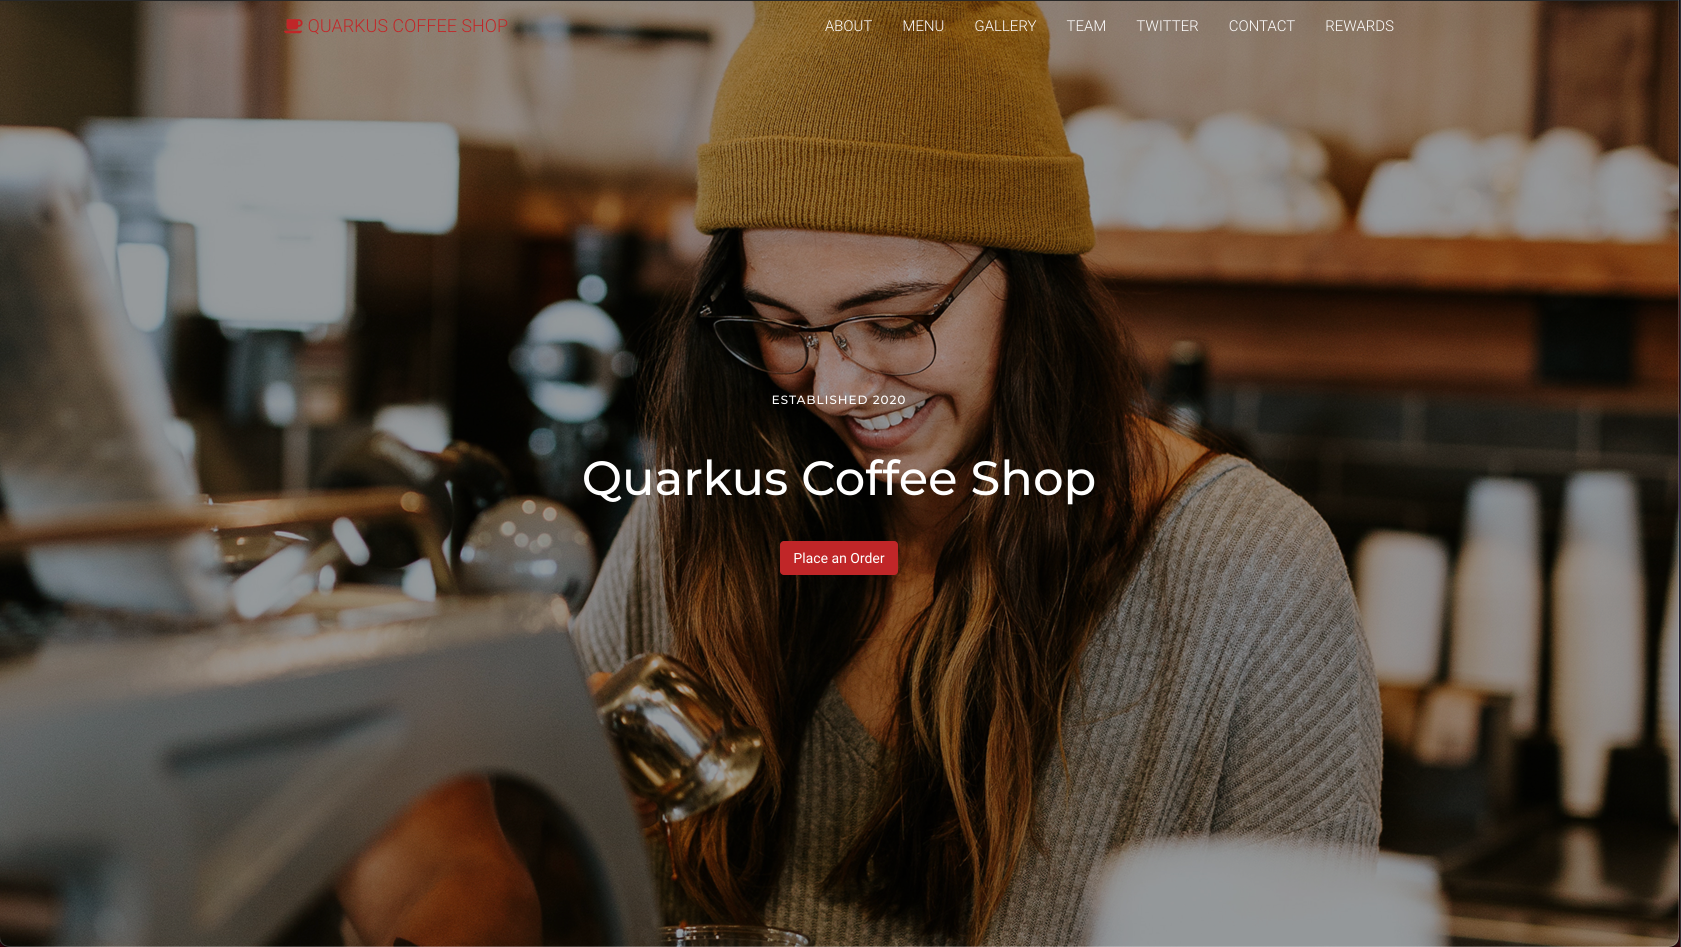 QUARKUS COFFEE SHOP ABOUT MENU GALLERY TEAM TWITTER CONTACT REWARDS
ESTABLISHED 2020
Quarkus Coffee Shop
Place an Order